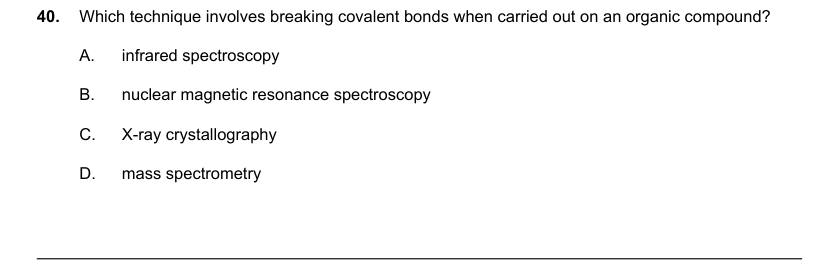 40. Which technique involves breaking covalent bonds when carried out on an organic compound?
A. infrared spectroscopy
B. nuclear magnetic resonance spectroscopy
C. X-ray crystallography
D. mass spectrometry